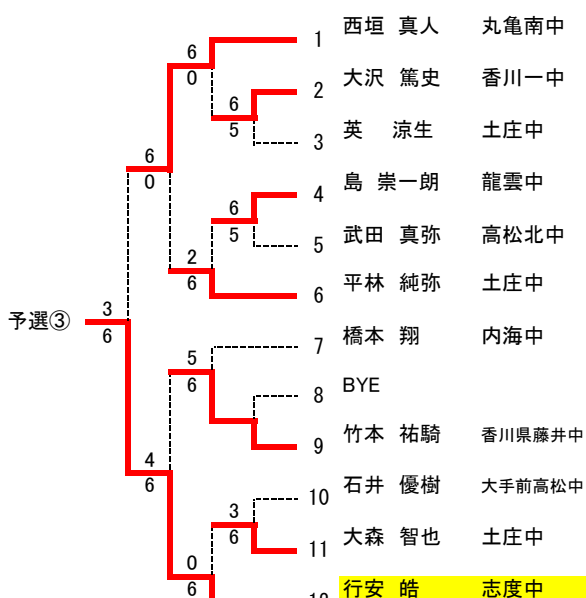 1 西垣 真人 丸亀南中
6
0
2 大沢 篤史 香川一中
6
5
3 英 涼生 土庄中
6
0
4 島 崇一朗 龍雲中
6
5
5 武田 真弥 高松北中
2
6
6 平林 純弥 土庄中
予選③
3
6
7 橋本 翔 内海中
5
6
8 BYE
9 竹本 祐騎 香川県藤井中
4
6
10 石井 優樹 大手前高松中
3
6
11 大森 智也 土庄中
0
6
行安 皓 志度中